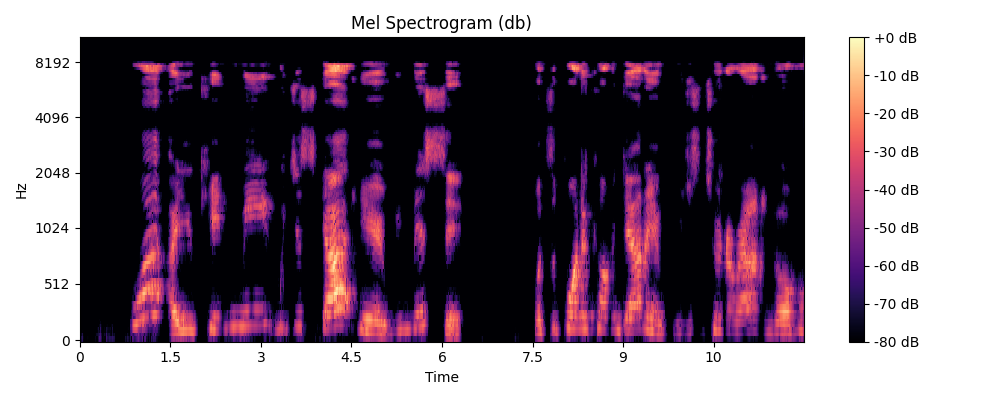 Mel Spectrogram (db)
Hz
8192
4096
2048
1024
512
0
0 1.5 3 4.5 6 7.5 9 10
Time
+0 dB
-10 dB
-20 dB
-30 dB
-40 dB
-50 dB
-60 dB
-70 dB
-80 dB